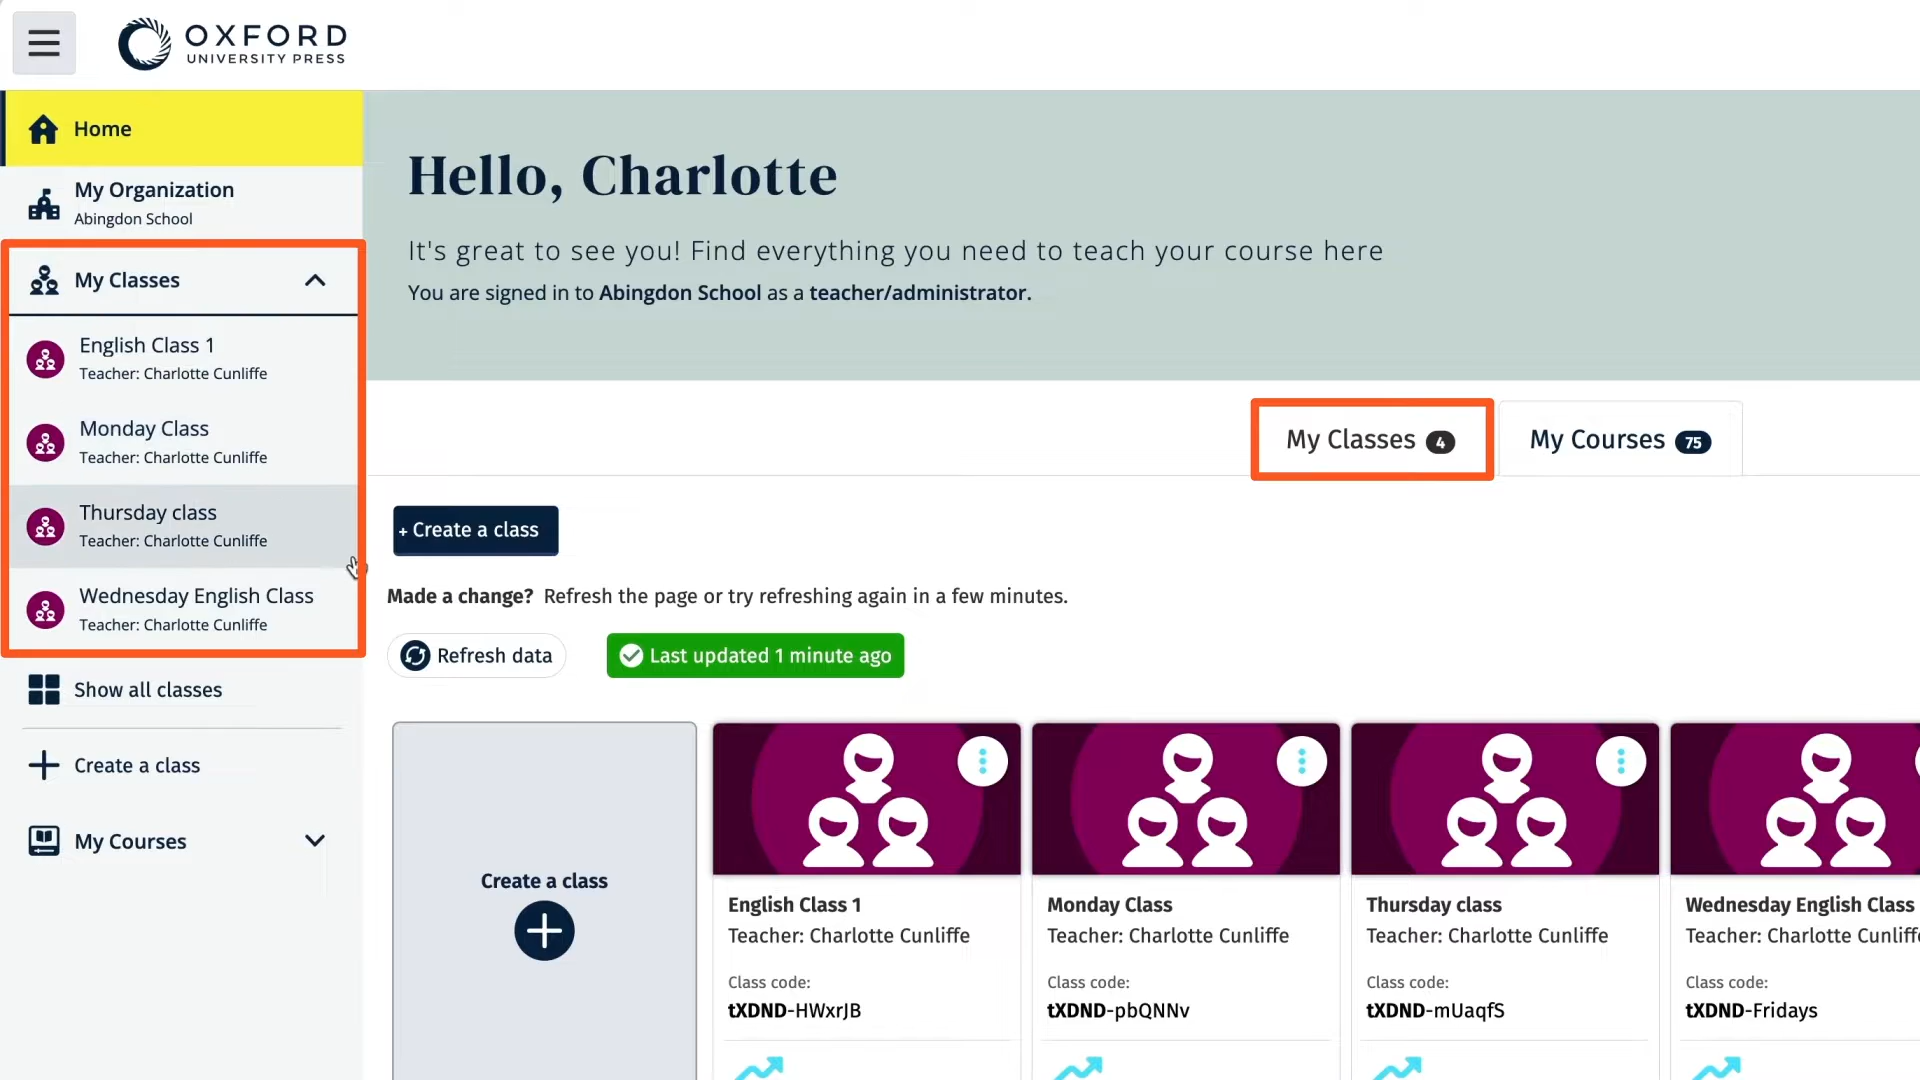 OXFORD
UNIVERSITY PRESS
Home
My Organization
Abingdon School
My Classes
English Class 1
Teacher: Charlotte Cunliffe
Monday Class
Teacher: Charlotte Cunliffe
Thursday class
Teacher: Charlotte Cunliffe
Wednesday English Class
Teacher: Charlotte Cunliffe
Show all classes
Create a class
My Courses
Hello, Charlotte
It's great to see you! Find everything you need to teach your course here
You are signed in to Abingdon School as a teacher/administrator.
My Classes 4
My Courses 75
+ Create a class
Made a change? Refresh the page or try refreshing again in a few minutes.
Refresh data
Last updated 1 minute ago
Create a class
English Class 1
Teacher: Charlotte Cunliffe
Class code:
tXDND-HWxrJB
Monday Class
Teacher: Charlotte Cunliffe
Class code:
tXDND-pbQNNv
Thursday class
Teacher: Charlotte Cunliffe
Class code:
tXDND-mUaqfS
Wednesday English Class
Teacher: Charlotte Cunliff
Class code:
tXDND-Fridays